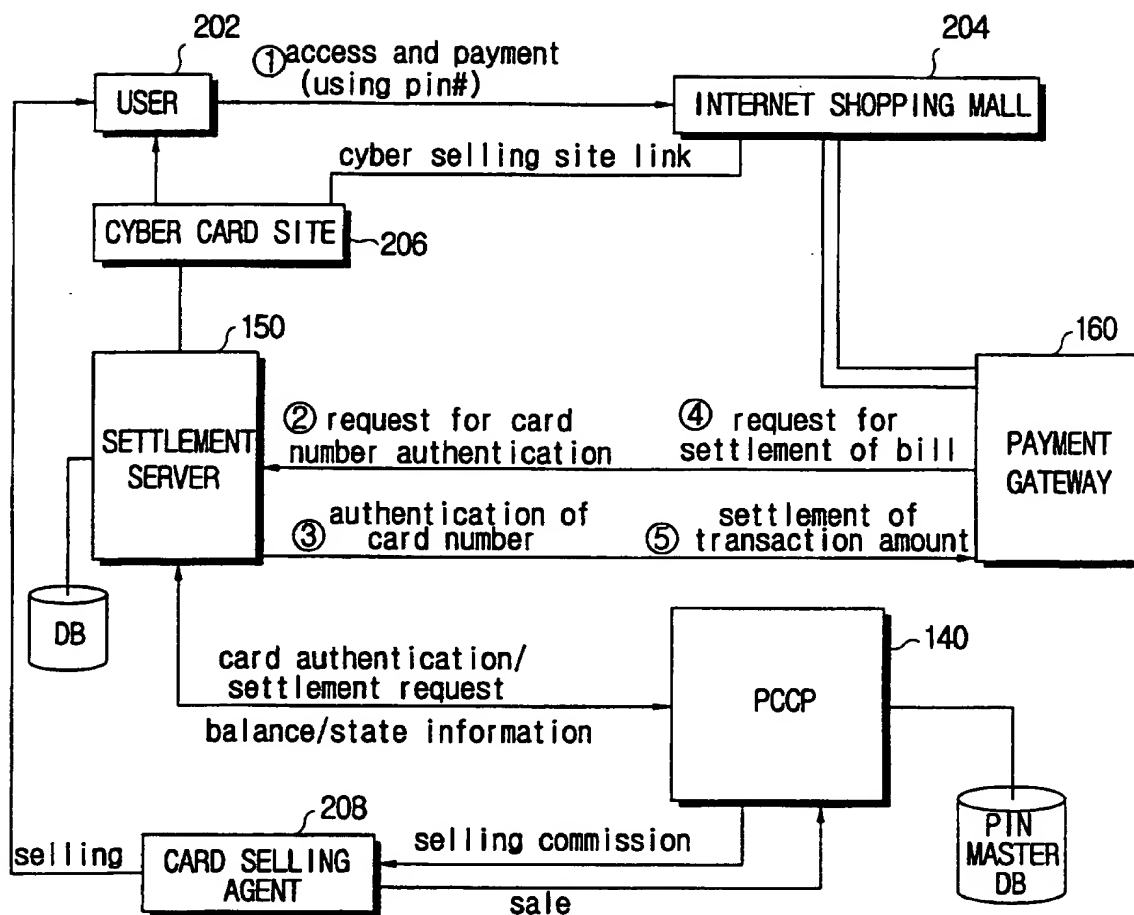 202
204
① access and payment
(using pin#)
USER
INTERNET SHOPPING MALL
cyber selling site link
CYBER CARD SITE
206
150
160
② request for card
number authentication
④ request for
settlement of bill
SETTLEMENT
SERVER
PAYMENT
GATEWAY
③ authentication of
card number
⑤ settlement of
transaction amount
DB
140
card authentication/
settlement request
PCCP
balance/state information
208
selling commission
selling
CARD SELLING
AGENT
sale
PIN
MASTER
DB